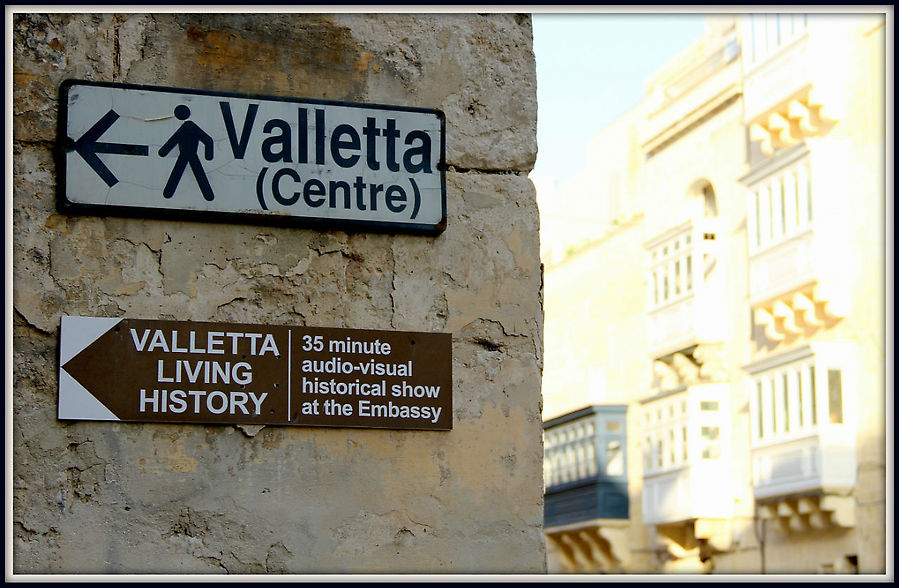 Valletta
(Centre)
VALLETTA
LIVING
HISTORY
35 minute
audio-visual
historical show
at the Embassy